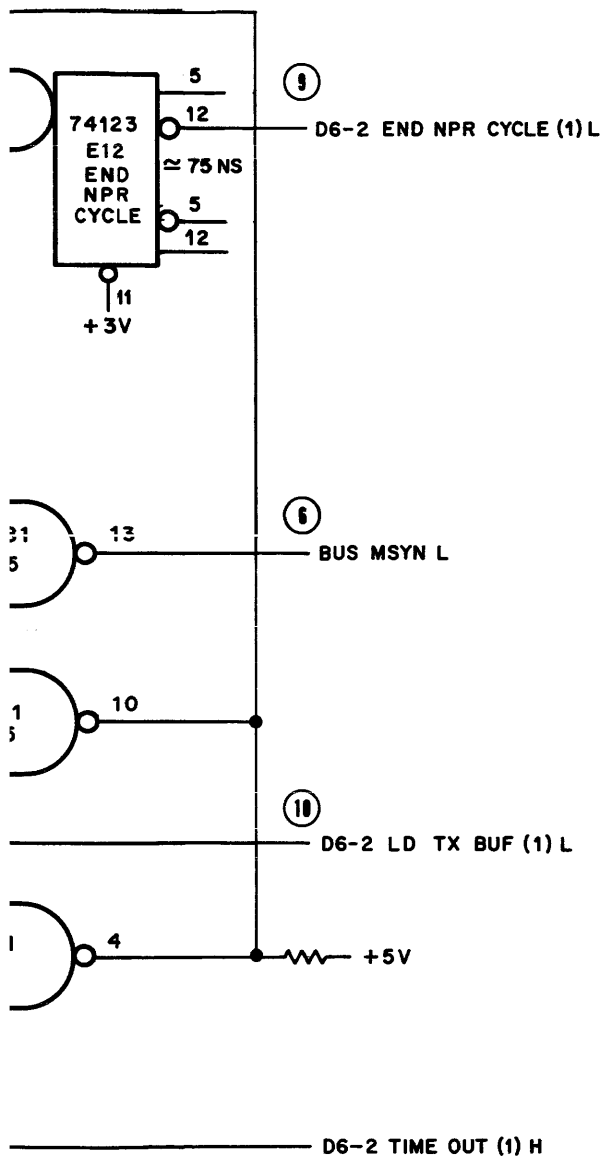 5
9
74123
12
D6-2 END NPR CYCLE (1) L
E12
≃ 75 NS
END
NPR
CYCLE
5
12
11
+3V
6
13
BUS MSYN L
5
10
1
10
D6-2 LD TX BUF (1) L
4
+5V
D6-2 TIME OUT (1) H